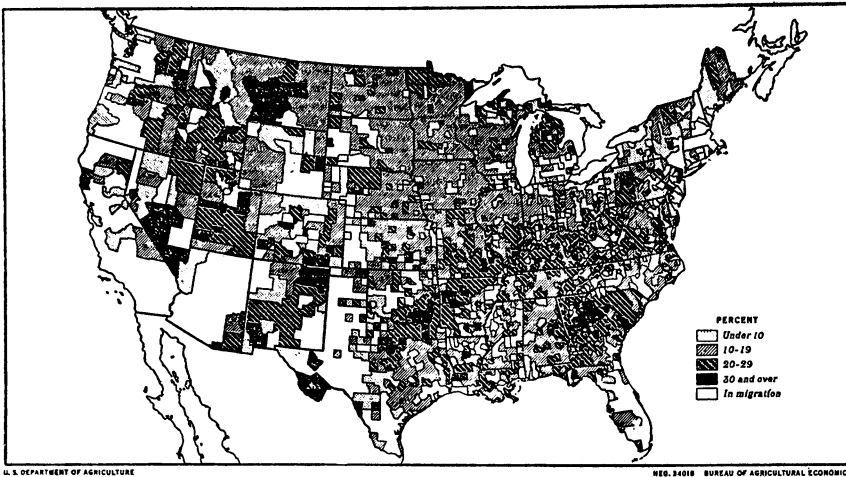 PERCENT
Under 10
10-19
20-29
30 and over
In migration
U. S. DEPARTMENT OF AGRICULTURE
NEG. 34018 BUREAU OF AGRICULTURAL ECONOMIC